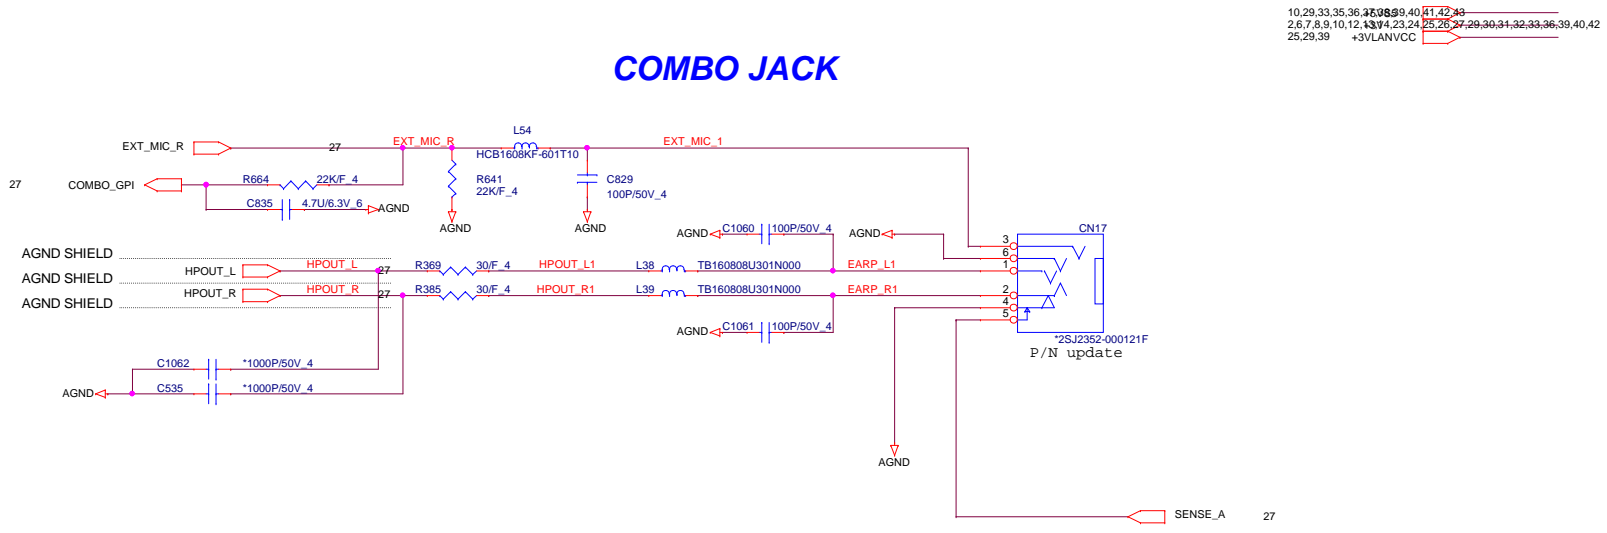 10,29,33,35,36,37,38,39,40,41,42,43 +5VS5
2,6,7,8,9,10,12,13,14,23,24,25,26,27,29,30,31,32,33,36,39,40,42
25,29,39 +3VLANVCC
COMBO JACK
L54
EXT_MIC_R 27 EXT_MIC_R EXT_MIC_1
HCB1608KF-601T10
27 COMBO_GPI R664 22K/F_4 R641 C829
22K/F_4 100P/50V_4
C835 4.7U/6.3V_6 AGND
AGND AGND
AGND C1060 100P/50V_4 AGND CN17
3
AGND SHIELD 6
HPOUT_L HPOUT_L 27 R369 30/F_4 HPOUT_L1 L38 TB160808U301N000 EARP_L1 1
AGND SHIELD
HPOUT_R HPOUT_R 27 R385 30/F_4 HPOUT_R1 L39 TB160808U301N000 EARP_R1 2
AGND SHIELD 4
5
AGND C1061 100P/50V_4
*2SJ2352-000121F
P/N update
C1062 *1000P/50V_4
AGND C535 *1000P/50V_4
AGND
SENSE_A 27